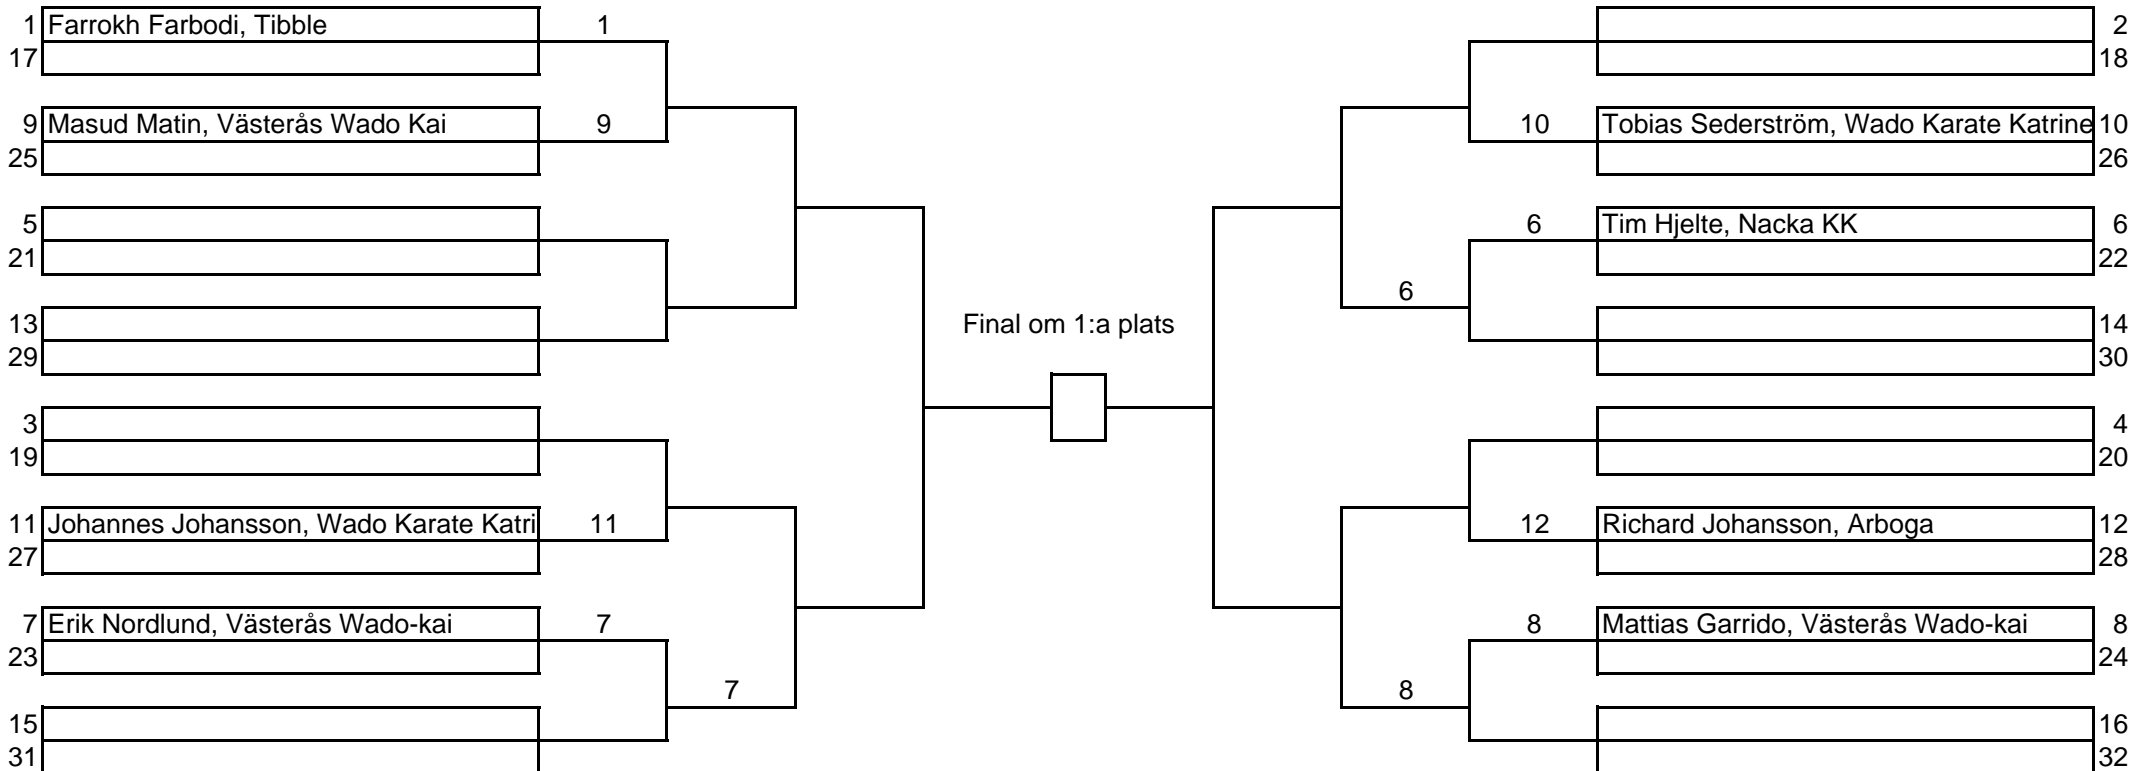 1 Farrokh Farbodi, Tibble 1 2
17 18
9 Masud Matin, Västerås Wado Kai 9 10 Tobias Sederström, Wado Karate Katrine 10
25 26
5 6 Tim Hjelte, Nacka KK 6
21 22
6
13 Final om 1:a plats 14
29 30
3 4
19 20
11 Johannes Johansson, Wado Karate Katri 11 12 Richard Johansson, Arboga 12
27 28
7 Erik Nordlund, Västerås Wado-kai 7 8 Mattias Garrido, Västerås Wado-kai 8
23 24
7 8
15 16
31 32